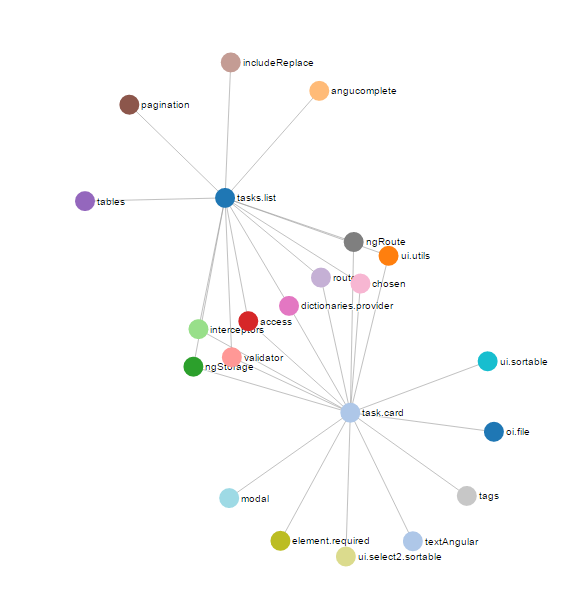 includeReplace
angucomplete
pagination
tasks.list
tables
ngRoute
ui.utils
chosen
dictionaries.provider
access
interceptors
validator
ngStorage
ui.sortable
task.card
oi.file
tags
modal
element.required
textAngular
ui.select2.sortable